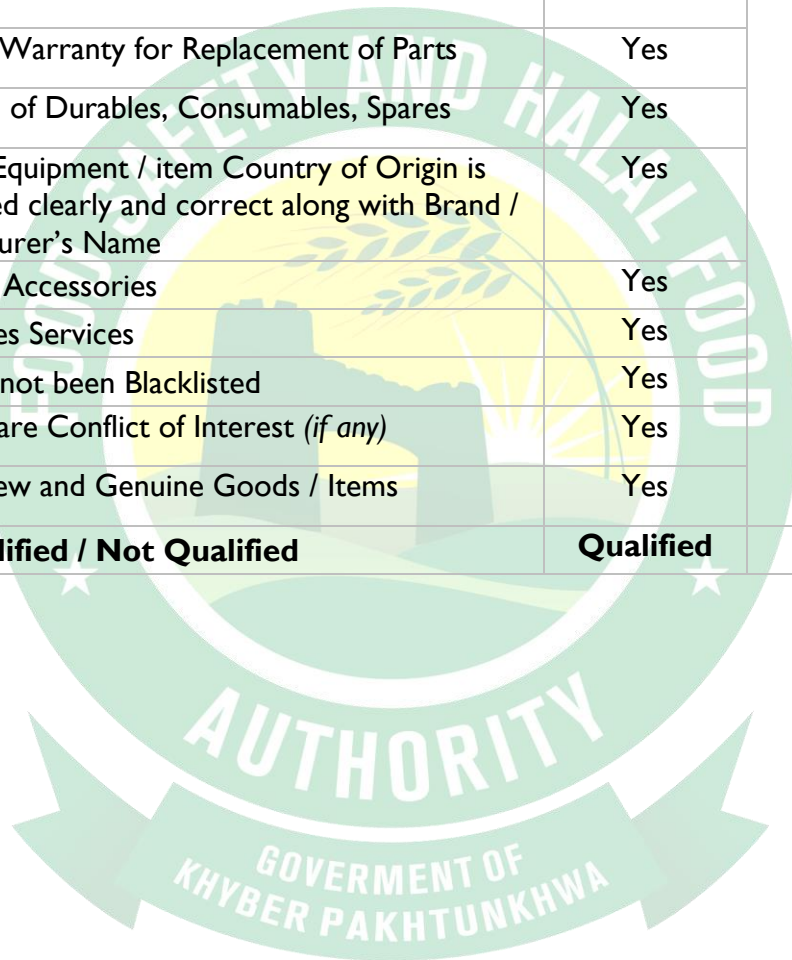 Warranty for Replacement of Parts Yes
of Durables, Consumables, Spares Yes
Equipment / item Country of Origin is Yes
ed clearly and correct along with Brand /
urer's Name
Accessories Yes
es Services Yes
not been Blacklisted Yes
are Conflict of Interest (if any) Yes
ew and Genuine Goods / Items Yes
lified / Not Qualified Qualified
FOOD SAFETY AND HALAL FOOD
AUTHORITY
GOVERMENT OF
KHYBER PAKHTUNKHWA